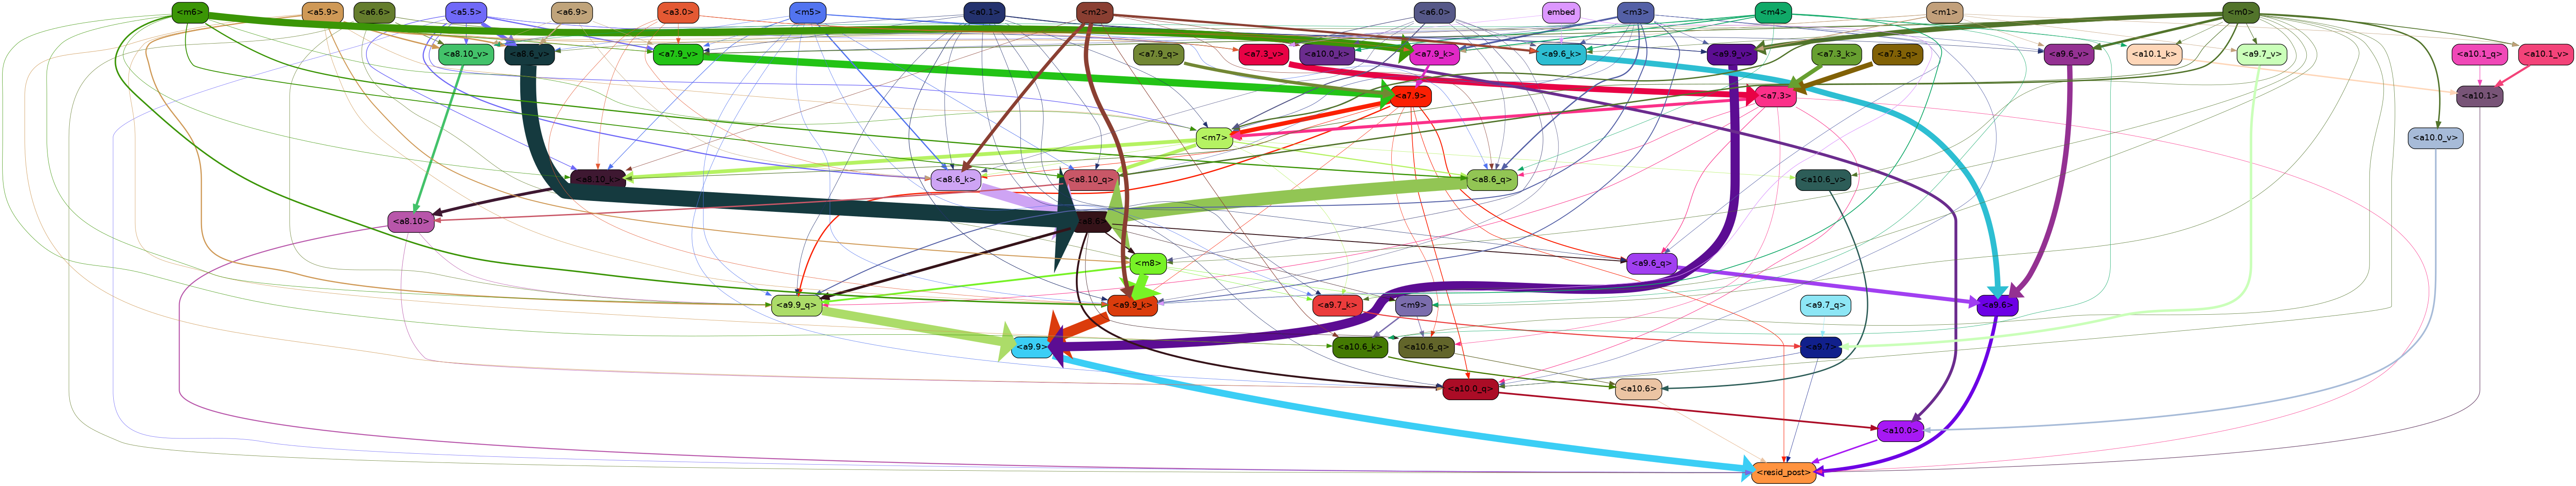 <m6> <a5.9> <a6.6> <a5.5> <a6.9> <a3.0> <m5> <a0.1> <m2> <a6.0> embed <m3> <m4> <m1> <m0>
<a8.10_v> <a8.6_v> <a7.9_v> <a7.9_q> <a7.3_v> <a10.0_k> <a7.9_k> <a9.6_k> <a9.9_v> <a7.3_k> <a7.3_q> <a9.6_v> <a10.1_k> <a9.7_v> <a10.1_q> <a10.1_v>
<a7.9> <a7.3> <a10.1>
<m7> <a10.0_v>
<a8.10_k> <a8.6_k> <a8.10_q> <a8.6_q> <a10.6_v>
<a8.10> <a8.6>
<m8> <a9.6_q>
<a9.9_q> <a9.9_k> <a9.7_k> <m9> <a9.7_q> <a9.6>
<a9.9> <a10.6_k> <a10.6_q> <a9.7>
<a10.0_q> <a10.6>
<a10.0>
<resid_post>